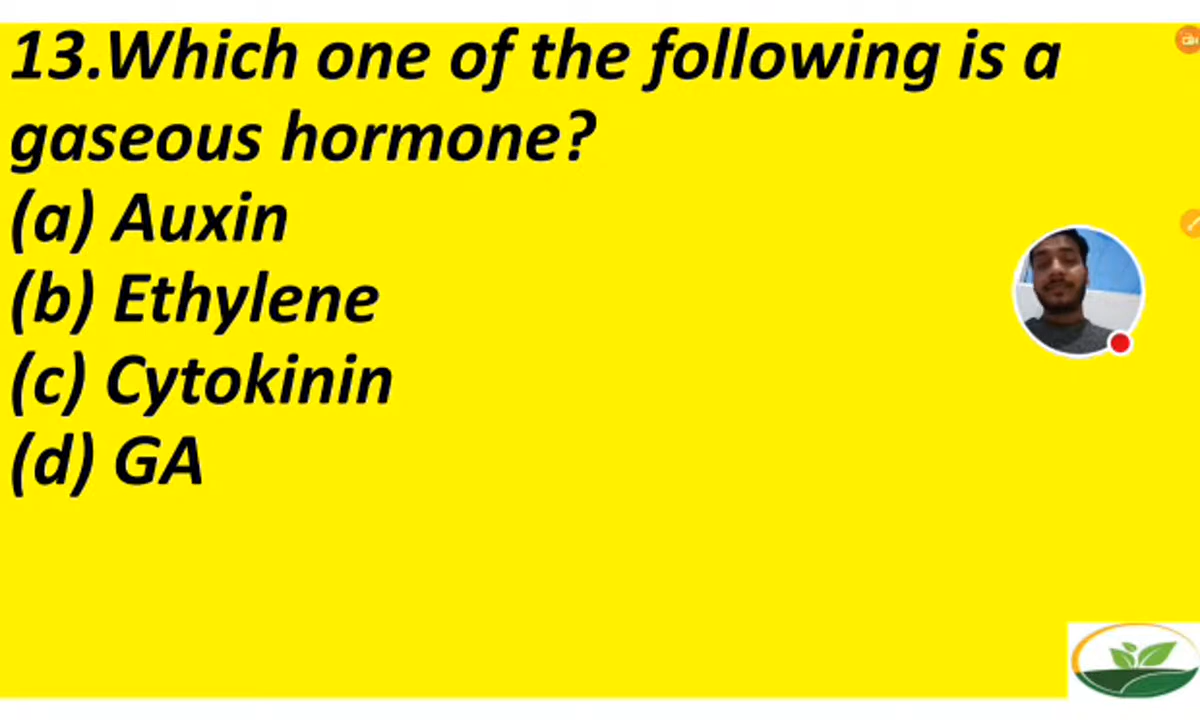 13.Which one of the following is a
gaseous hormone?
(a) Auxin
(b) Ethylene
(c) Cytokinin
(d) GA